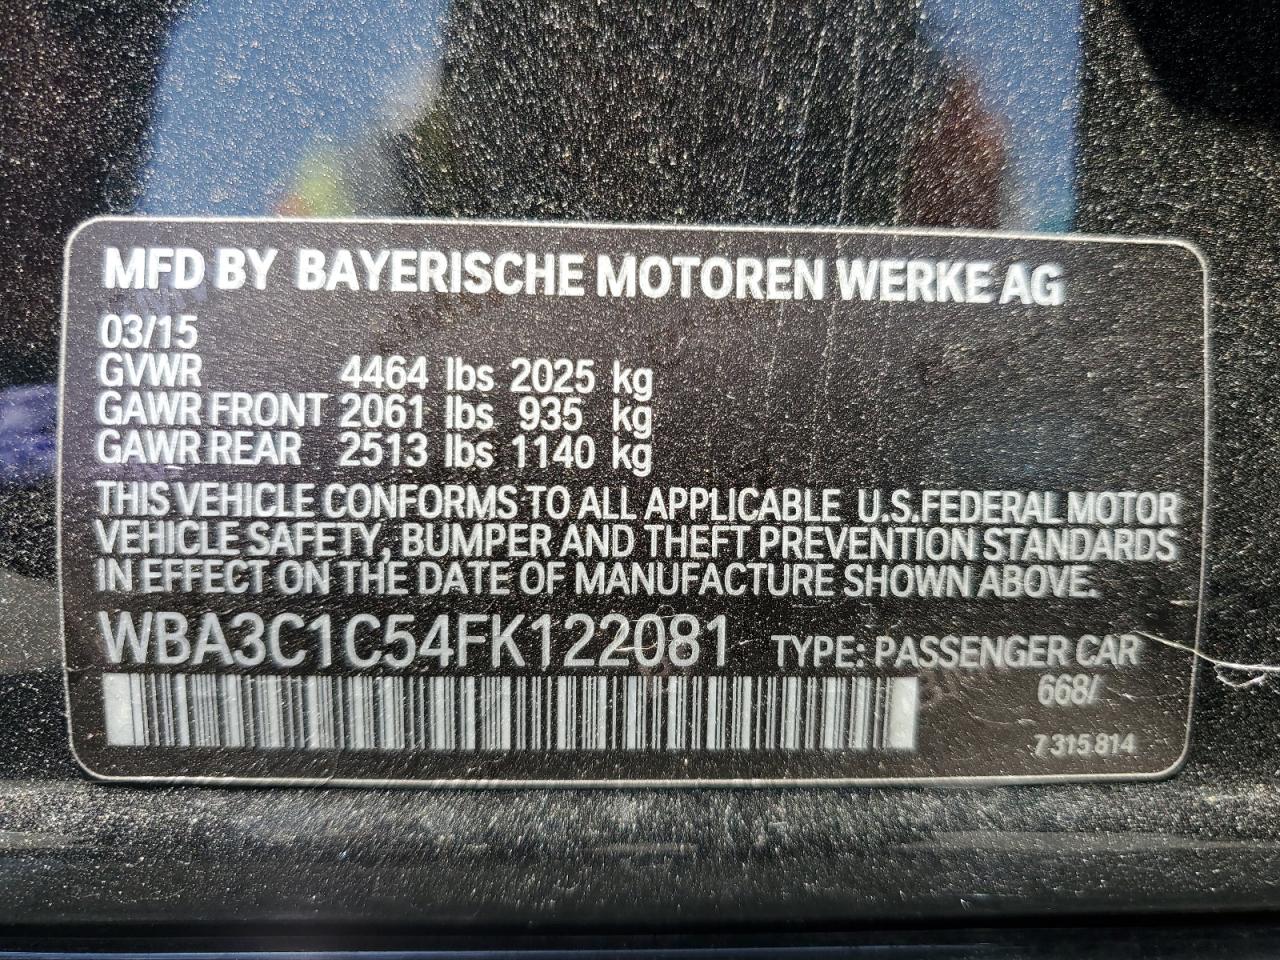 MFD BY BAYERISCHE MOTOREN WERKE AG
03/15
GVWR 4464 lbs 2025 kg
GAWR FRONT 2061 lbs 935 kg
GAWR REAR 2513 lbs 1140 kg
THIS VEHICLE CONFORMS TO ALL APPLICABLE U.S.FEDERAL MOTOR
VEHICLE SAFETY, BUMPER AND THEFT PREVENTION STANDARDS
IN EFFECT ON THE DATE OF MANUFACTURE SHOWN ABOVE.
WBA3C1C54FK122081 TYPE: PASSENGER CAR
668/
7 315 814